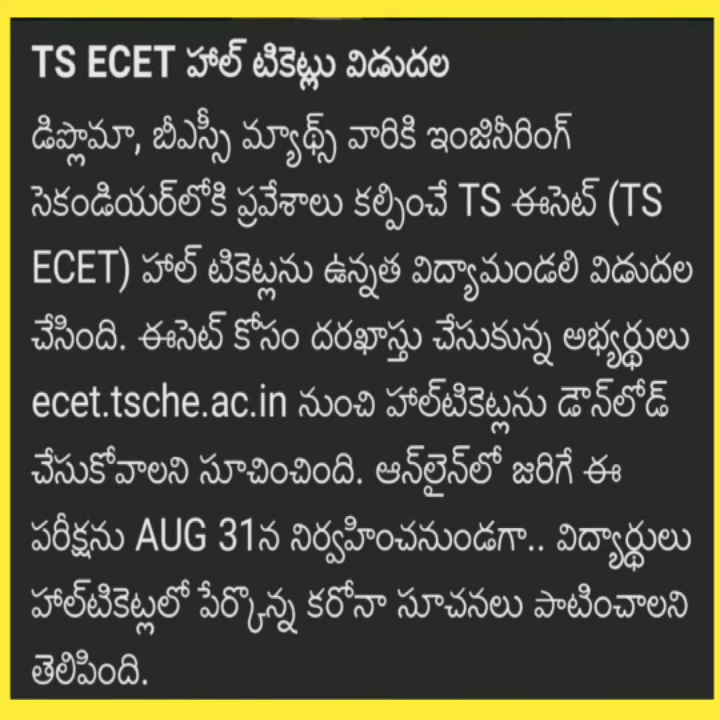 TS ECET హాల్ టికెట్లు విడుదల
డిప్లొమా, బీఎస్సీ మ్యాథ్స్ వారికి ఇంజినీరింగ్
సెకండియర్‌లోకి ప్రవేశాలు కల్పించే TS ఈసెట్ (TS
ECET) హాల్ టికెట్లను ఉన్నత విద్యామండలి విడుదల
చేసింది. ఈసెట్ కోసం దరఖాస్తు చేసుకున్న అభ్యర్థులు
ecet.tsche.ac.in నుంచి హాల్‌టికెట్లను డౌన్‌లోడ్
చేసుకోవాలని సూచించింది. ఆన్‌లైన్‌లో జరిగే ఈ
పరీక్షను AUG 31న నిర్వహించనుండగా.. విద్యార్థులు
హాల్‌టికెట్లలో పేర్కొన్న కరోనా సూచనలు పాటించాలని
తెలిపింది.